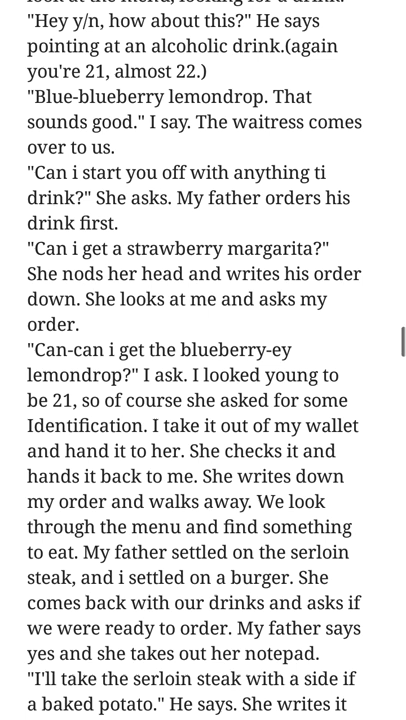 look at the menu, looking for a drink.
"Hey y/n, how about this?" He says
pointing at an alcoholic drink.(again
you're 21, almost 22.)
"Blue-blueberry lemondrop. That
sounds good." I say. The waitress comes
over to us.
"Can i start you off with anything ti
drink?" She asks. My father orders his
drink first.
"Can i get a strawberry margarita?"
She nods her head and writes his order
down. She looks at me and asks my
order.
"Can-can i get the blueberry-ey
lemondrop?" I ask. I looked young to
be 21, so of course she asked for some
Identification. I take it out of my wallet
and hand it to her. She checks it and
hands it back to me. She writes down
my order and walks away. We look
through the menu and find something
to eat. My father settled on the serloin
steak, and i settled on a burger. She
comes back with our drinks and asks if
we were ready to order. My father says
yes and she takes out her notepad.
"I'll take the serloin steak with a side if
a baked potato." He says. She writes it